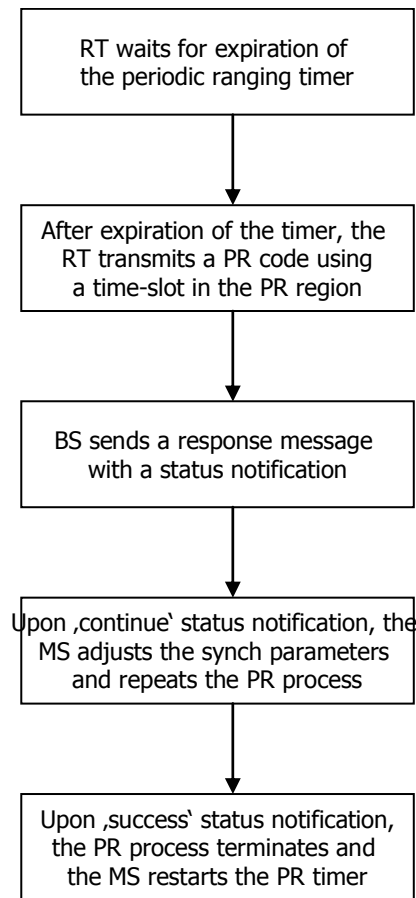 RT waits for expiration of
the periodic ranging timer
After expiration of the timer, the
RT transmits a PR code using
a time-slot in the PR region
BS sends a response message
with a status notification
Upon ‚continue‘ status notification, the
MS adjusts the synch parameters
and repeats the PR process
Upon ‚success‘ status notification,
the PR process terminates and
the MS restarts the PR timer